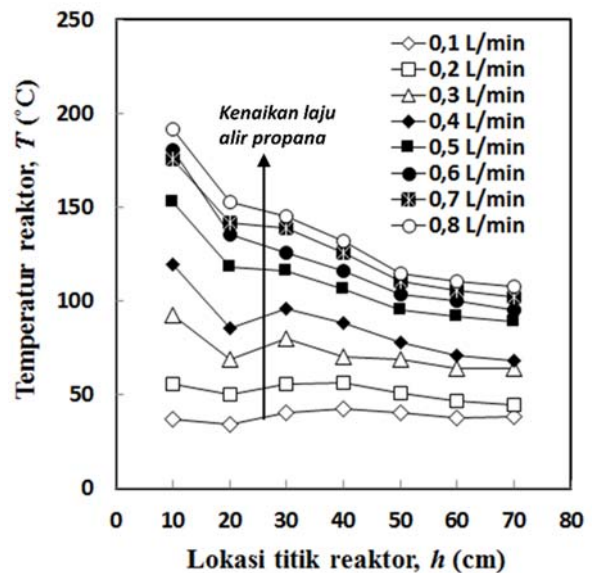 250
200
150
100
50
0
Temperatur reaktor, T (°C)
0,1 L/min
0,2 L/min
0,3 L/min
0,4 L/min
0,5 L/min
0,6 L/min
0,7 L/min
0,8 L/min
Kenaikan laju
alir propana
0 10 20 30 40 50 60 70 80
Lokasi titik reaktor, h (cm)